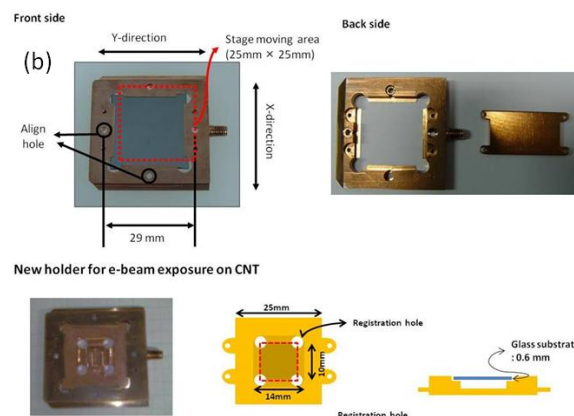 Front side
Back side
Y-direction
Stage moving area
(25mm × 25mm)
(b)
X-direction
Align
hole
29 mm
New holder for e-beam exposure on CNT
25mm
Registration hole
10mm
14mm
Glass substrat
: 0.6 mm
Registration hole